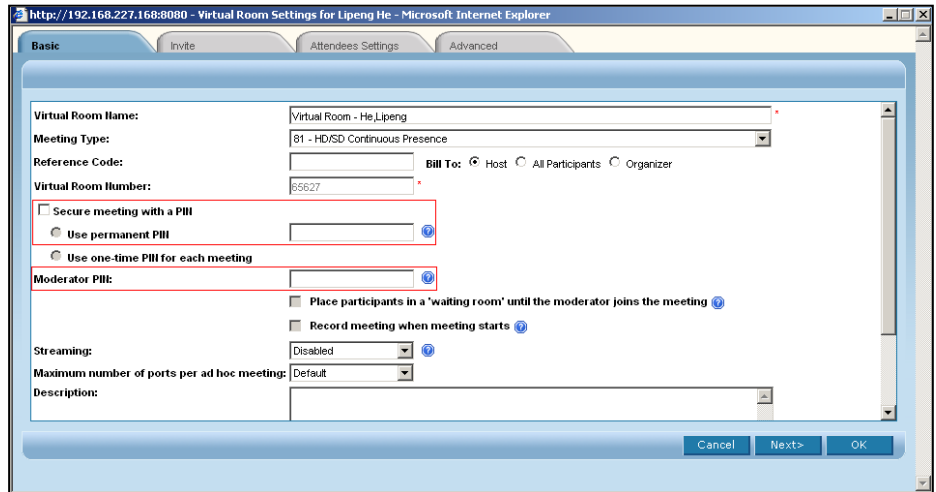 http://192.168.227.168:8080 - Virtual Room Settings for Lipeng He - Microsoft Internet Explorer
Basic Invite Attendees Settings Advanced
Virtual Room Name: Virtual Room - He,Lipeng *
Meeting Type: 81 - HD/SD Continuous Presence
Reference Code: Bill To: Host All Participants Organizer
Virtual Room Number: 65627 *
Secure meeting with a PIN
Use permanent PIN ?
Use one-time PIN for each meeting
Moderator PIN: ?
Place participants in a 'waiting room' until the moderator joins the meeting ?
Record meeting when meeting starts ?
Streaming: Disabled ?
Maximum number of ports per ad hoc meeting: Default
Description:
Cancel Next> OK